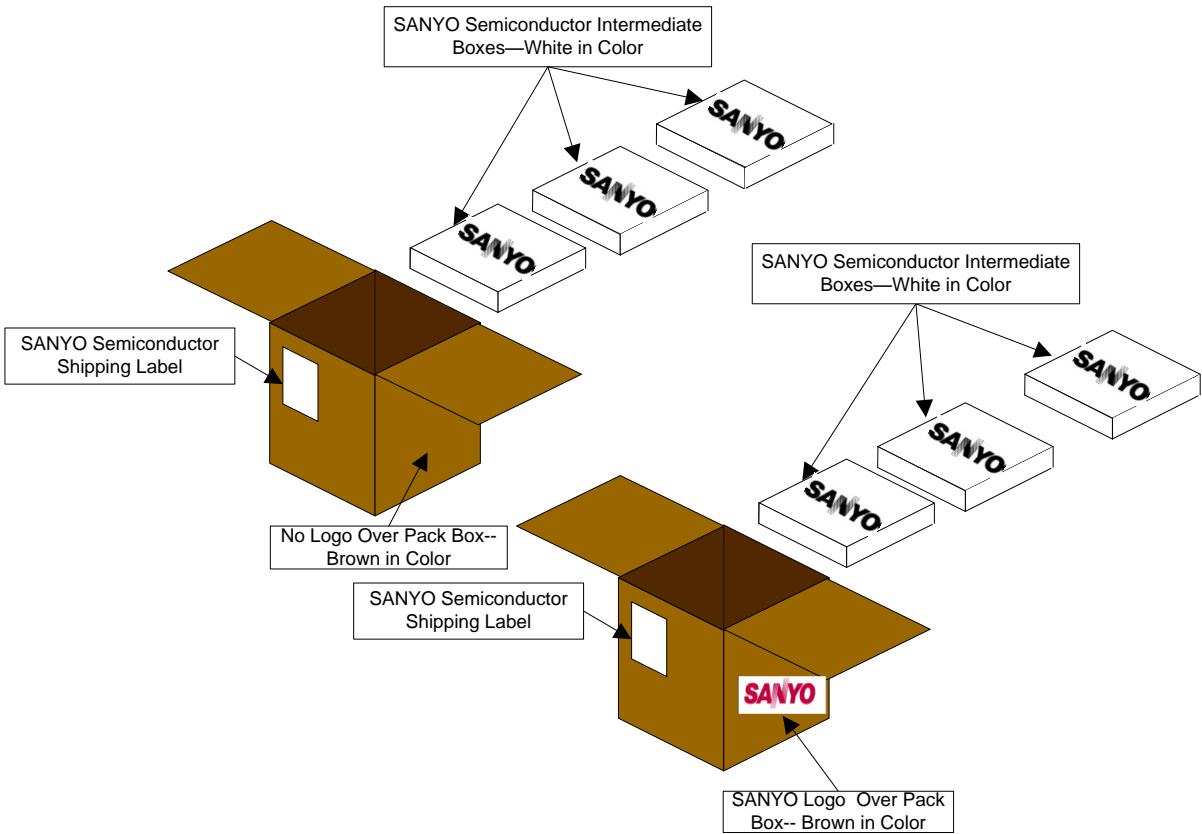 SANYO Semiconductor Intermediate
Boxes—White in Color
SANYO
SANYO
SANYO
SANYO Semiconductor Intermediate
Boxes—White in Color
SANYO Semiconductor
Shipping Label
SANYO
SANYO
SANYO
No Logo Over Pack Box--
Brown in Color
SANYO Semiconductor
Shipping Label
SANYO
SANYO Logo  Over Pack
Box-- Brown in Color